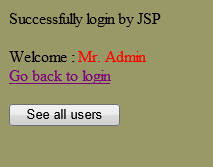 Successfully login by JSP
Welcome : Mr. Admin
Go back to login
See all users